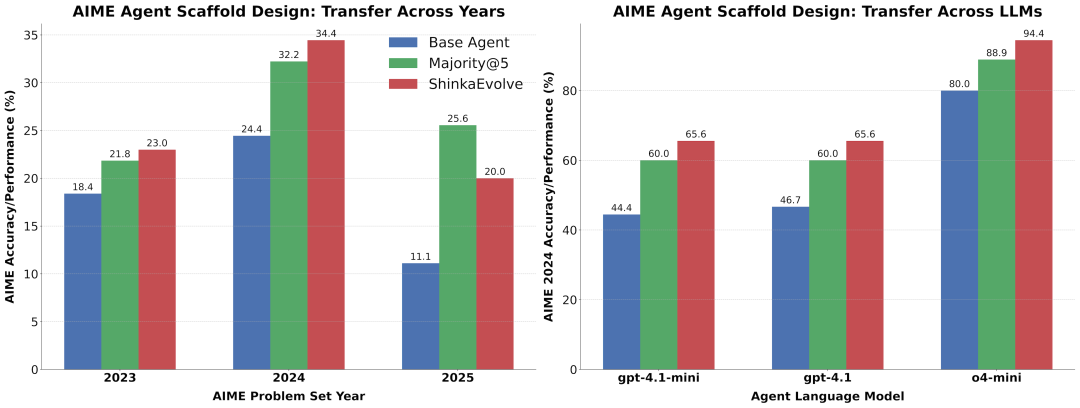 AIME Agent Scaffold Design: Transfer Across Years
AIME Accuracy/Performance (%)
35
30
25
20
15
10
5
0
Base Agent
Majority@5
ShinkaEvolve
18.4
21.8
23.0
24.4
32.2
34.4
11.1
25.6
20.0
2023
2024
2025
AIME Problem Set Year
AIME Agent Scaffold Design: Transfer Across LLMs
AIME 2024 Accuracy/Performance (%)
80
60
40
20
0
44.4
60.0
65.6
46.7
60.0
65.6
80.0
88.9
94.4
gpt-4.1-mini
gpt-4.1
o4-mini
Agent Language Model